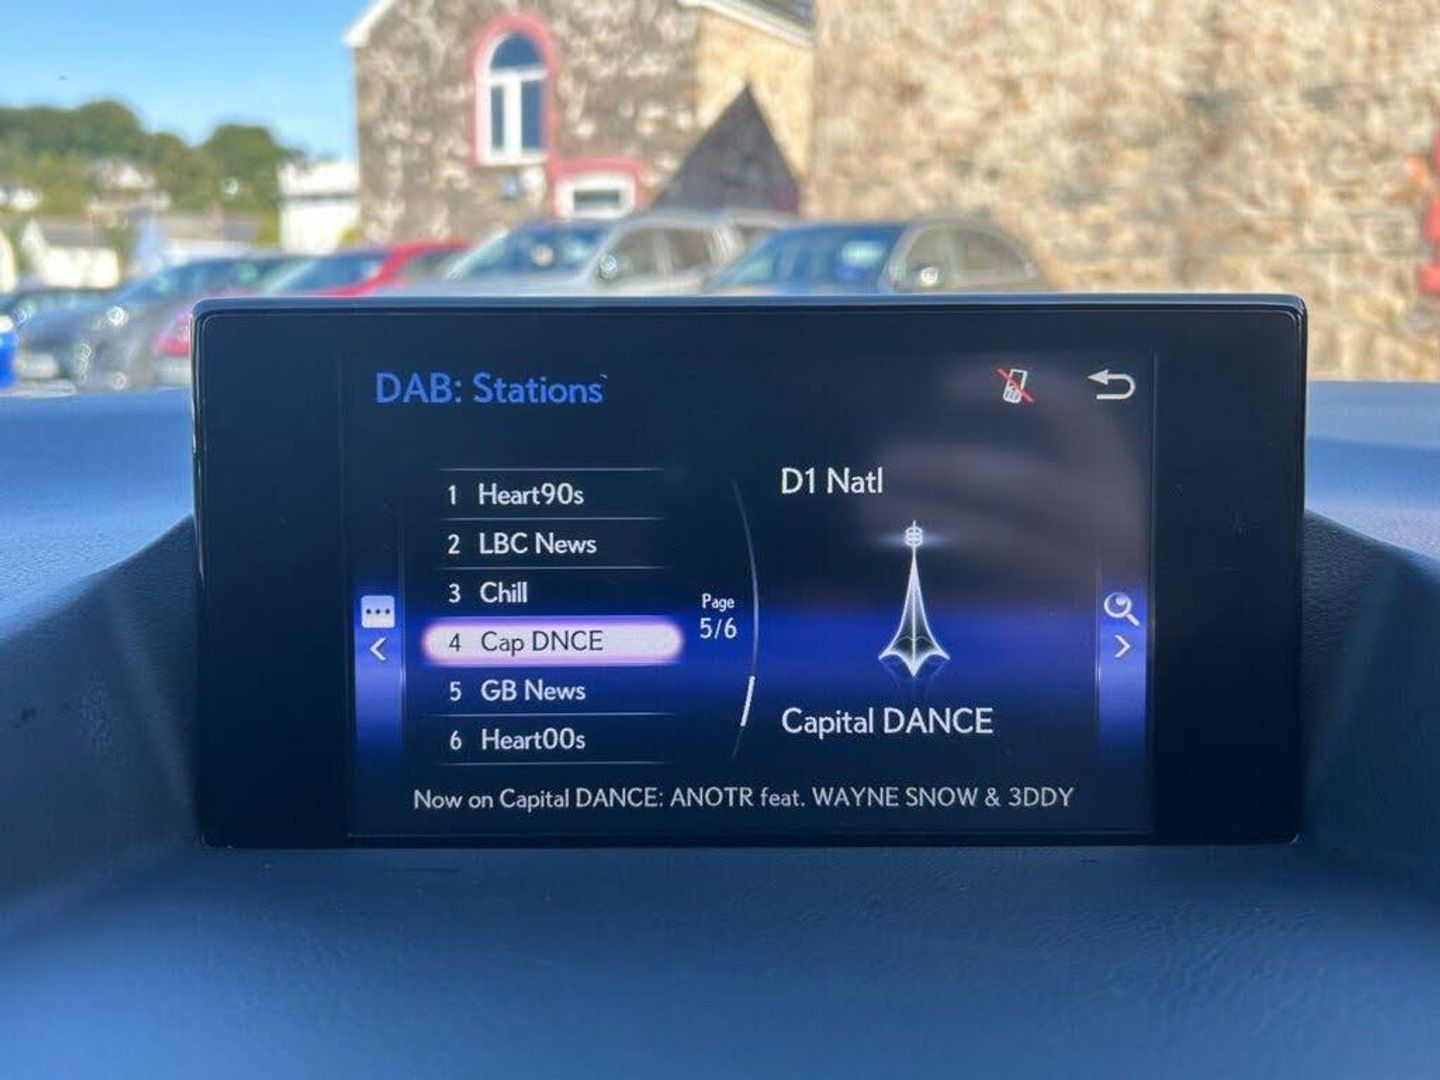 DAB: Stations
D1 Natl
1 Heart90s
2 LBC News
3 Chill
4 Cap DNCE
5 GB News
6 Heart00s
Page
5/6
Capital DANCE
Now on Capital DANCE: ANOTR feat. WAYNE SNOW & 3DDY